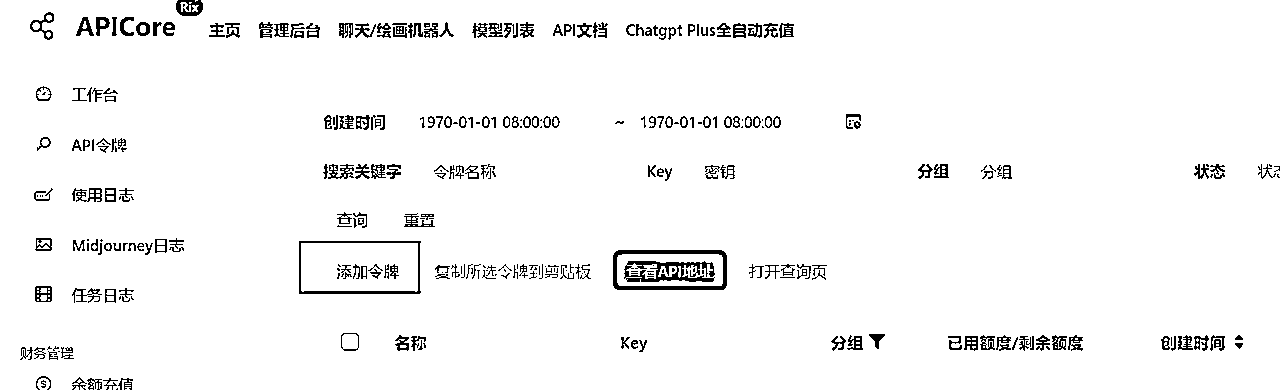 APICore Rix 主页 管理后台 聊天/绘画机器人 模型列表 API文档 Chatgpt Plus全自动充值
工作台
创建时间 1970-01-01 08:00:00 ~ 1970-01-01 08:00:00
API令牌
搜索关键字 令牌名称 Key 密钥 分组 分组 状态 状态
使用日志
查询 重置
Midjourney日志
添加令牌 复制所选令牌到剪贴板 查看API地址 打开查询页
任务日志
名称 Key 分组 已用额度/剩余额度 创建时间
财务管理
余额充值